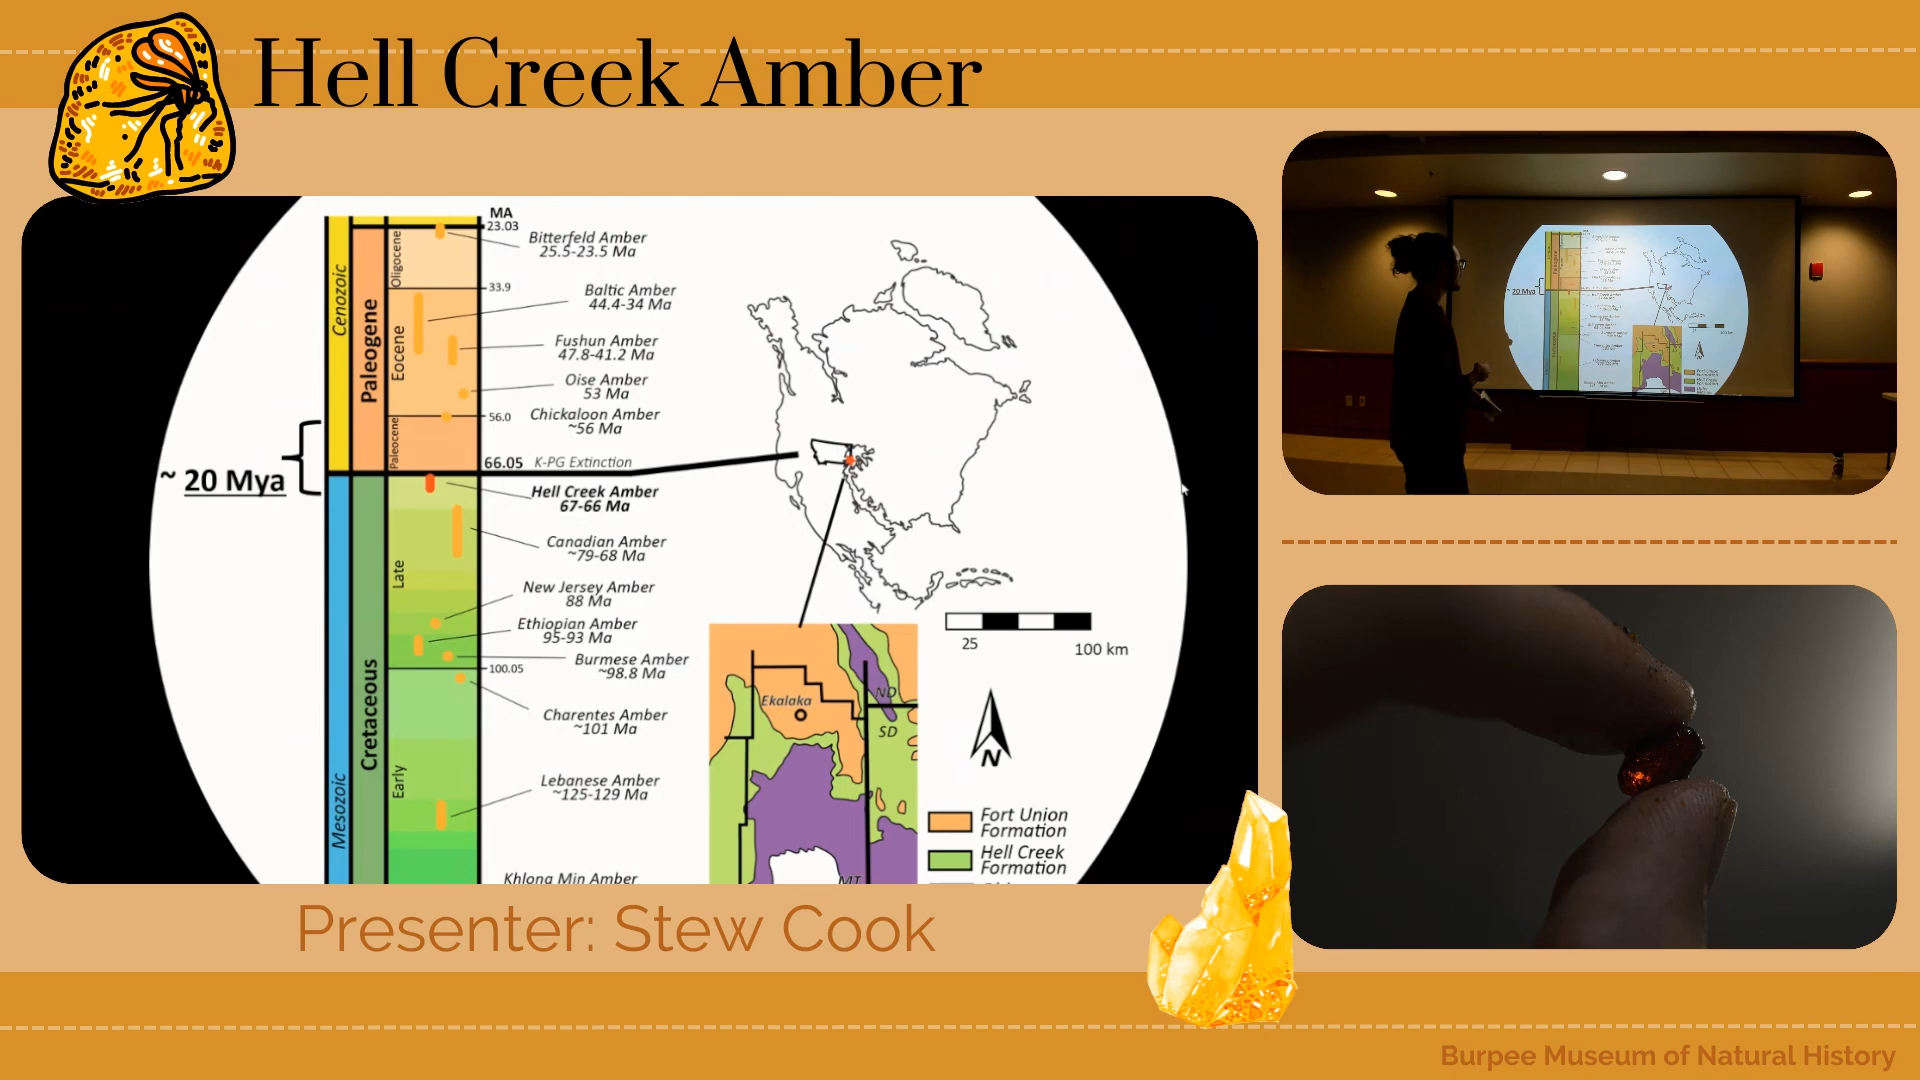 Hell Creek Amber
MA
23.03
Bitterfeld Amber
25.5-23.5 Ma
Oligocene
33.9
Baltic Amber
44.4-34 Ma
Cenozoic
Paleogene
Eocene
Fushun Amber
47.8-41.2 Ma
Oise Amber
53 Ma
56.0
Chickaloon Amber
~56 Ma
Paleocene
66.05 K-PG Extinction
~ 20 Mya
Hell Creek Amber
67-66 Ma
Canadian Amber
~79-68 Ma
Late
New Jersey Amber
88 Ma
Ethiopian Amber
95-93 Ma
Burmese Amber
~98.8 Ma
100.05
Charentes Amber
~101 Ma
Mesozoic
Cretaceous
Early
Lebanese Amber
~125-129 Ma
Khlong Min Amber
25
100 km
N
Ekalaka
ND
SD
MT
Fort Union
Formation
Hell Creek
Formation
~ 20 Mya
Presenter: Stew Cook
Burpee Museum of Natural History